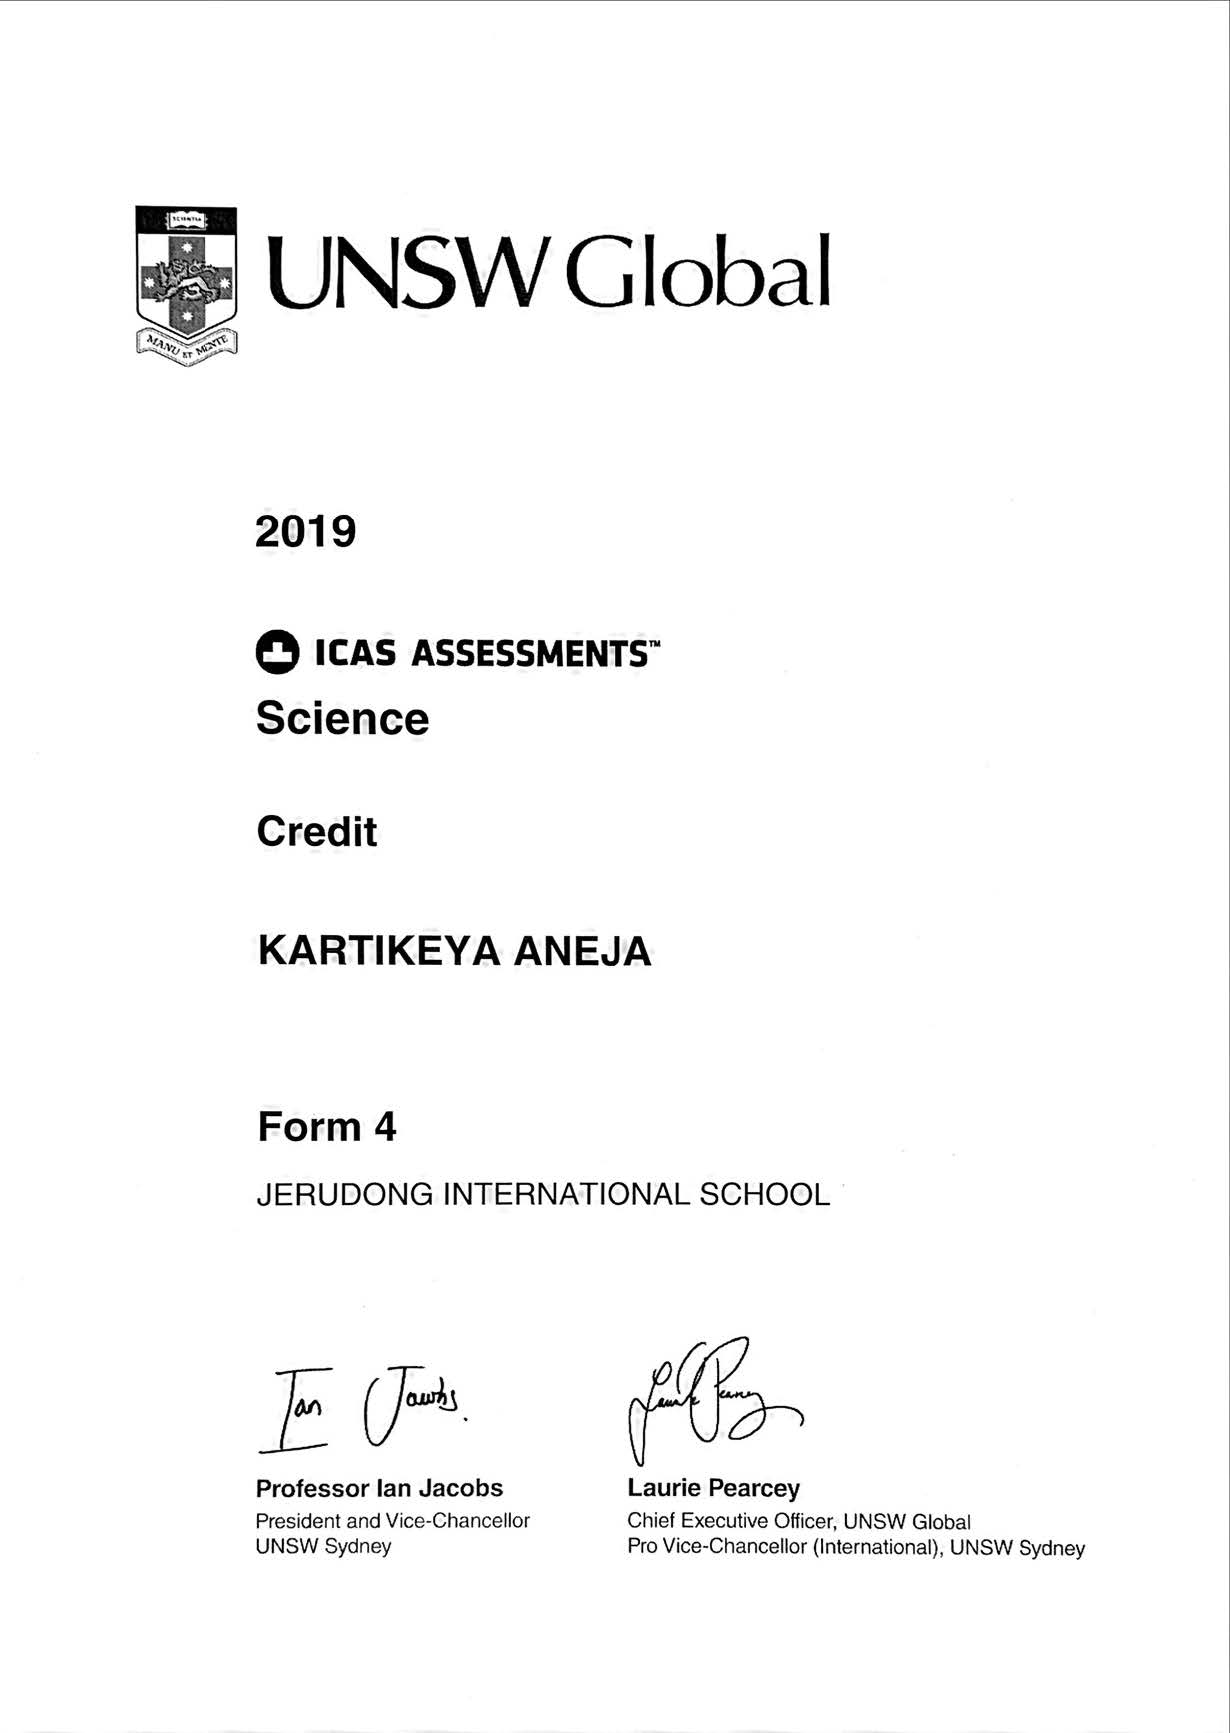 SCIENTIA
MANU ET MENTE
UNSW Global
2019
ICAS ASSESSMENTS™
Science
Credit
KARTIKEYA ANEJA
Form 4
JERUDONG INTERNATIONAL SCHOOL
Ian Jacobs
Laurie Pearcey
Professor Ian Jacobs
President and Vice-Chancellor
UNSW Sydney
Laurie Pearcey
Chief Executive Officer, UNSW Global
Pro Vice-Chancellor (International), UNSW Sydney